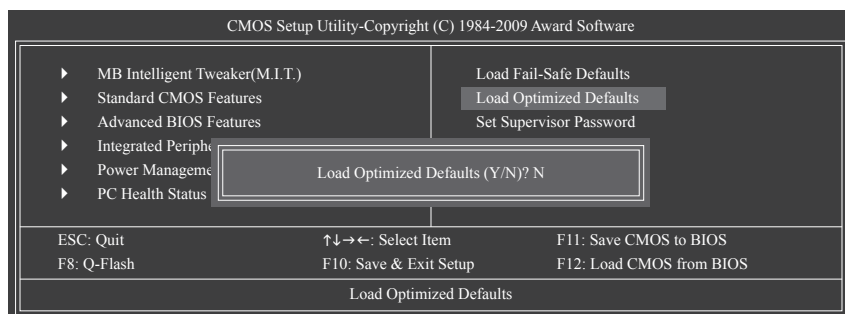 CMOS Setup Utility-Copyright (C) 1984-2009 Award Software
MB Intelligent Tweaker(M.I.T.)
Standard CMOS Features
Advanced BIOS Features
Integrated Periphe
Power Manageme
PC Health Status
Load Fail-Safe Defaults
Load Optimized Defaults
Set Supervisor Password
Load Optimized Defaults (Y/N)? N
ESC: Quit ↑↓→←: Select Item F11: Save CMOS to BIOS
F8: Q-Flash F10: Save & Exit Setup F12: Load CMOS from BIOS
Load Optimized Defaults